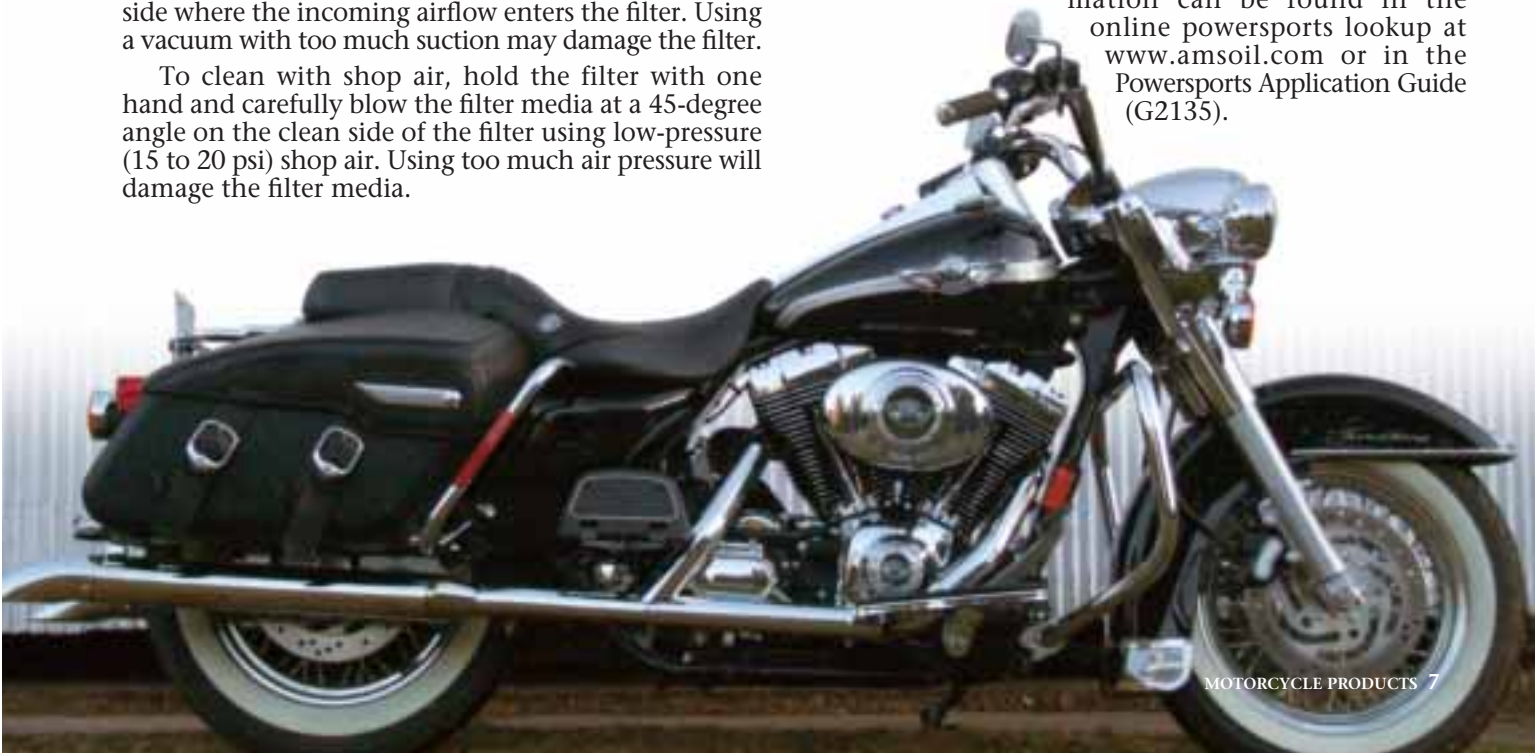 side where the incoming airflow enters the filter. Using
a vacuum with too much suction may damage the filter.
To clean with shop air, hold the filter with one
hand and carefully blow the filter media at a 45-degree
angle on the clean side of the filter using low-pressure
(15 to 20 psi) shop air. Using too much air pressure will
damage the filter media.
online powersports lookup at
www.amsoil.com or in the
Powersports Application Guide
(G2135).
MOTORCYCLE PRODUCTS 7